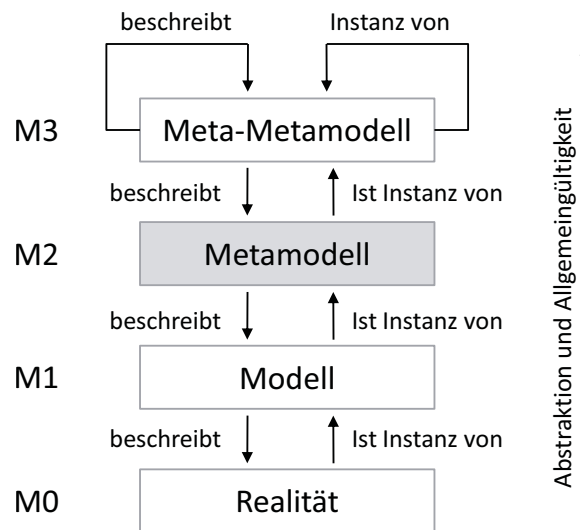 beschreibt Instanz von
M3 Meta-Metamodell
beschreibt Ist Instanz von
M2 Metamodell
beschreibt Ist Instanz von
M1 Modell
beschreibt Ist Instanz von
M0 Realität
Abstraktion und Allgemeingültigkeit